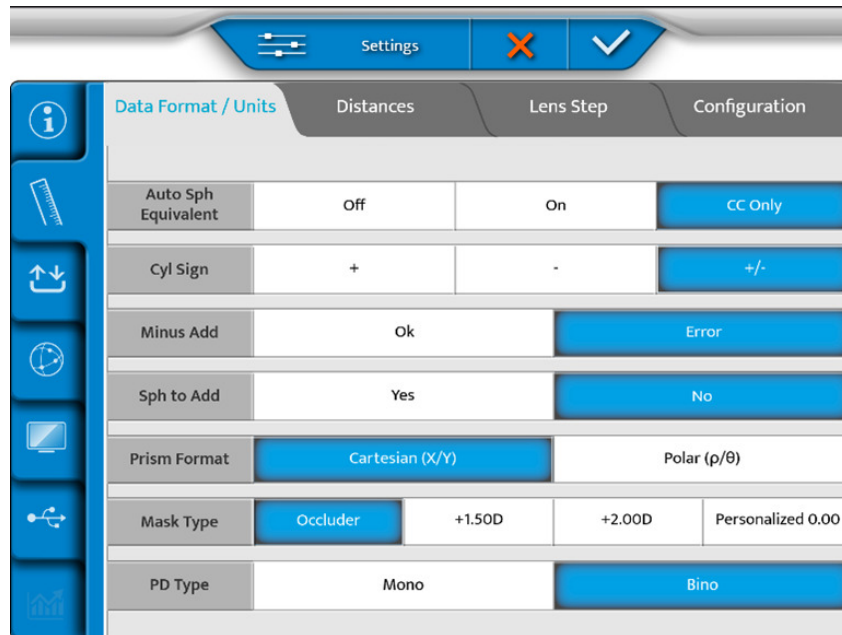 Settings
Data Format / Units Distances Lens Step Configuration
Auto Sph
Equivalent Off On CC Only
Cyl Sign + - +/-
Minus Add Ok Error
Sph to Add Yes No
Prism Format Cartesian (X/Y) Polar (ρ/θ)
Mask Type Occluder +1.50D +2.00D Personalized 0.00
PD Type Mono Bino